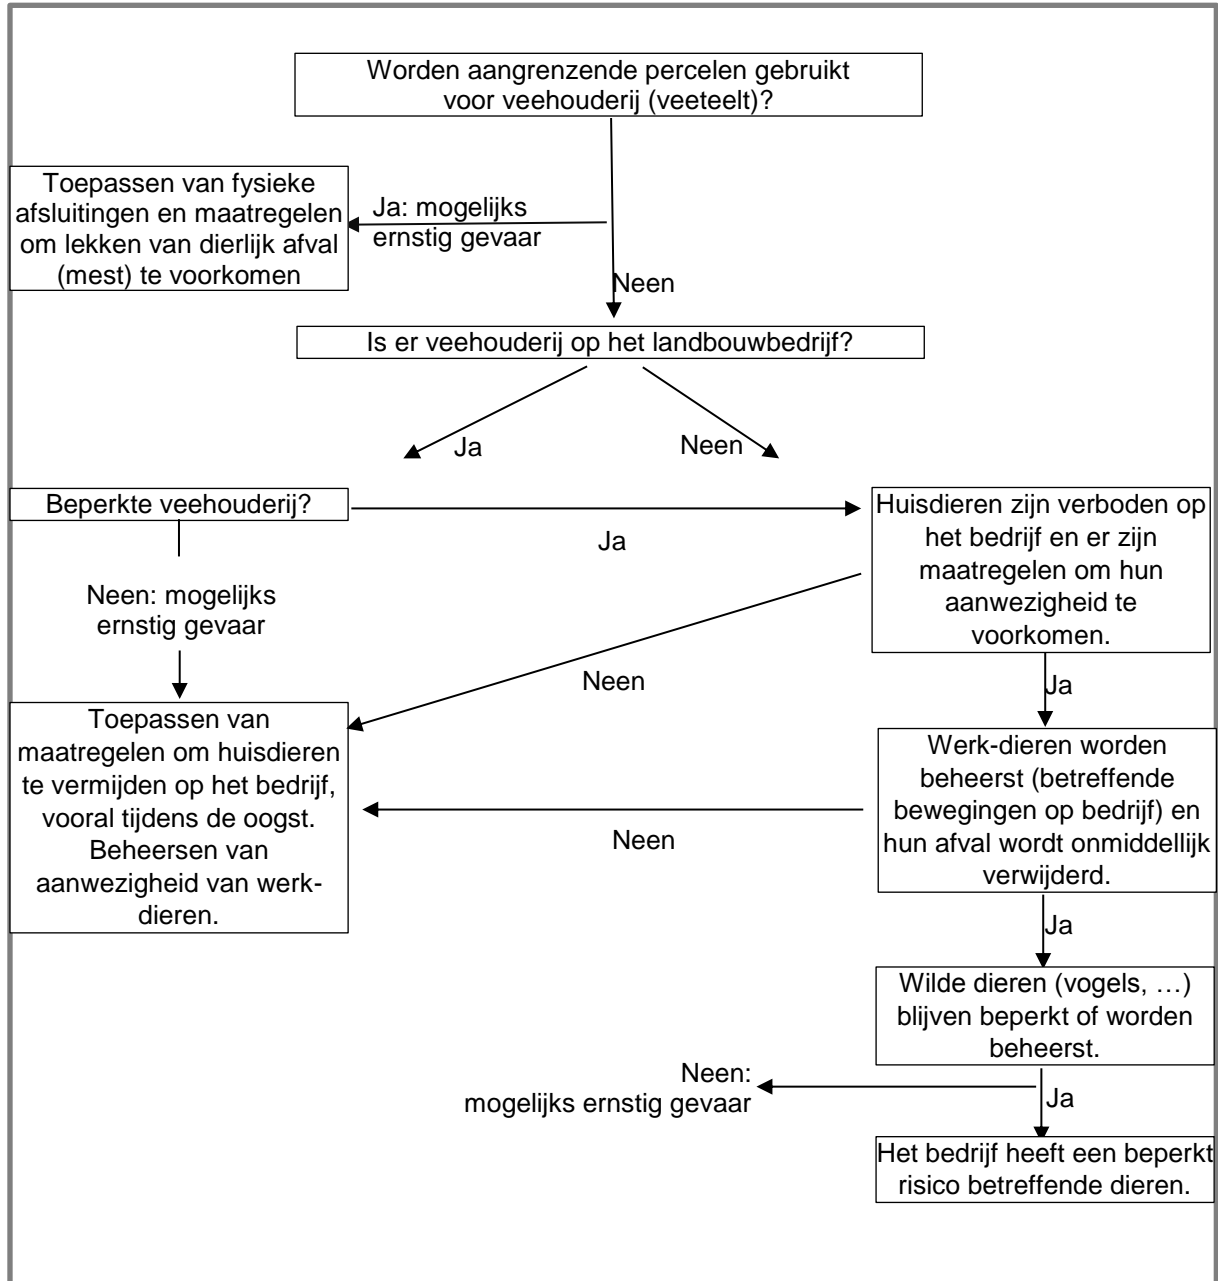 Worden aangrenzende percelen gebruikt
voor veehouderij (veeteelt)?
Toepassen van fysieke
afsluitingen en maatregelen
om lekken van dierlijk afval
(mest) te voorkomen
Ja: mogelijks
ernstig gevaar
Neen
Is er veehouderij op het landbouwbedrijf?
Ja
Neen
Beperkte veehouderij?
Ja
Huisdieren zijn verboden op
het bedrijf en er zijn
maatregelen om hun
aanwezigheid te
voorkomen.
Neen: mogelijks
ernstig gevaar
Neen
Ja
Toepassen van
maatregelen om huisdieren
te vermijden op het bedrijf,
vooral tijdens de oogst.
Beheersen van
aanwezigheid van werk-
dieren.
Werk-dieren worden
beheerst (betreffende
bewegingen op bedrijf) en
hun afval wordt onmiddellijk
verwijderd.
Neen
Ja
Wilde dieren (vogels, …)
blijven beperkt of worden
beheerst.
Neen:
mogelijks ernstig gevaar
Ja
Het bedrijf heeft een beperkt
risico betreffende dieren.